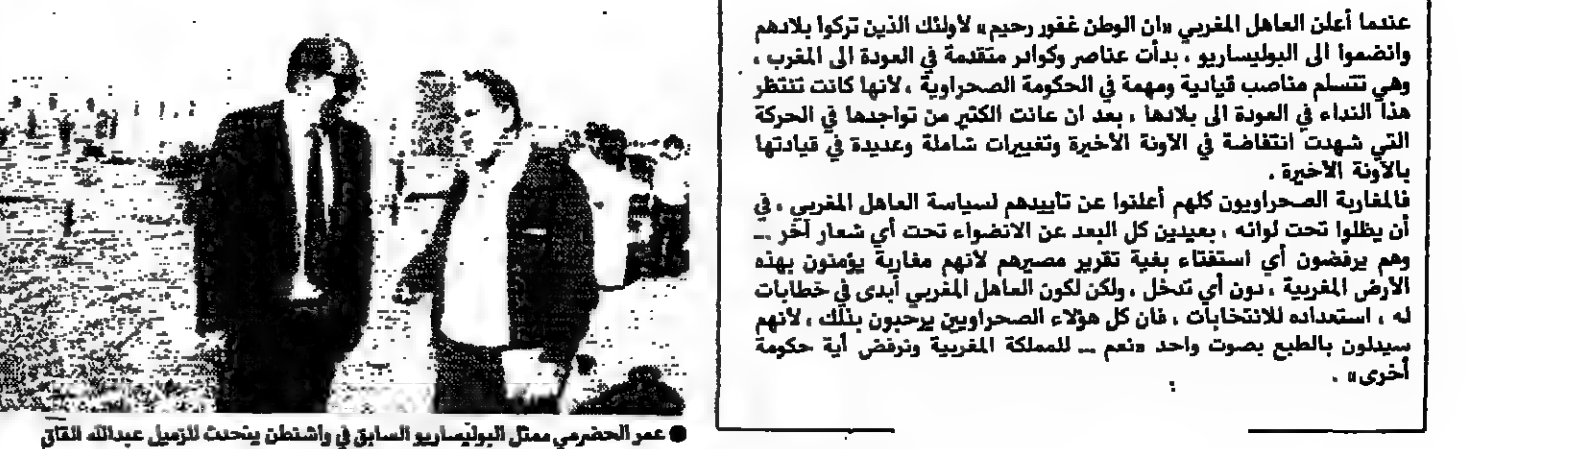 عندما أعلن العاهل المغربي «ان الوطن غفور رحيم» لأولئك الذين تركوا بلادهم
وانضموا الى البوليساريو ، بدأت عناصر وكوادر متقدمة في العودة الى المغرب ،
وهي تتسلم مناصب قيادية ومهمة في الحكومة الصحراوية ، لأنها كانت تنتظر
هذا النداء في العودة الى بلادها ، بعد ان عانت الكثير من تواجدها في الحركة
التي شهدت انتفاضة في الآونة الأخيرة وتغييرات شاملة وعديدة في قيادتها
بالآونة الأخيرة .
فالمغاربة الصحراويون كلهم أعلنوا عن تأييدهم لسياسة العاهل المغربي ، في
أن يظلوا تحت لوائه ، بعيدين كل البعد عن الانضواء تحت أي شعار آخر ..
وهم يرفضون أي استفتاء بغية تقرير مصيرهم لأنهم مغاربة يؤمنون بهذه
الأرض المغربية ، دون أي تدخل ، ولكن لكون العاهل المغربي أبدى في خطابات
له ، استعداده للانتخابات ، فان كل هؤلاء الصحراويين يرحبون بذلك ، لأنهم
سيدلون بالطبع بصوت واحد «نعم .. للمملكة المغربية ونرفض أية حكومة
أخرى» .
● عمر الحضرمي ممثل البوليساريو السابق في واشنطن يتحدث للزميل عبدالله القاق